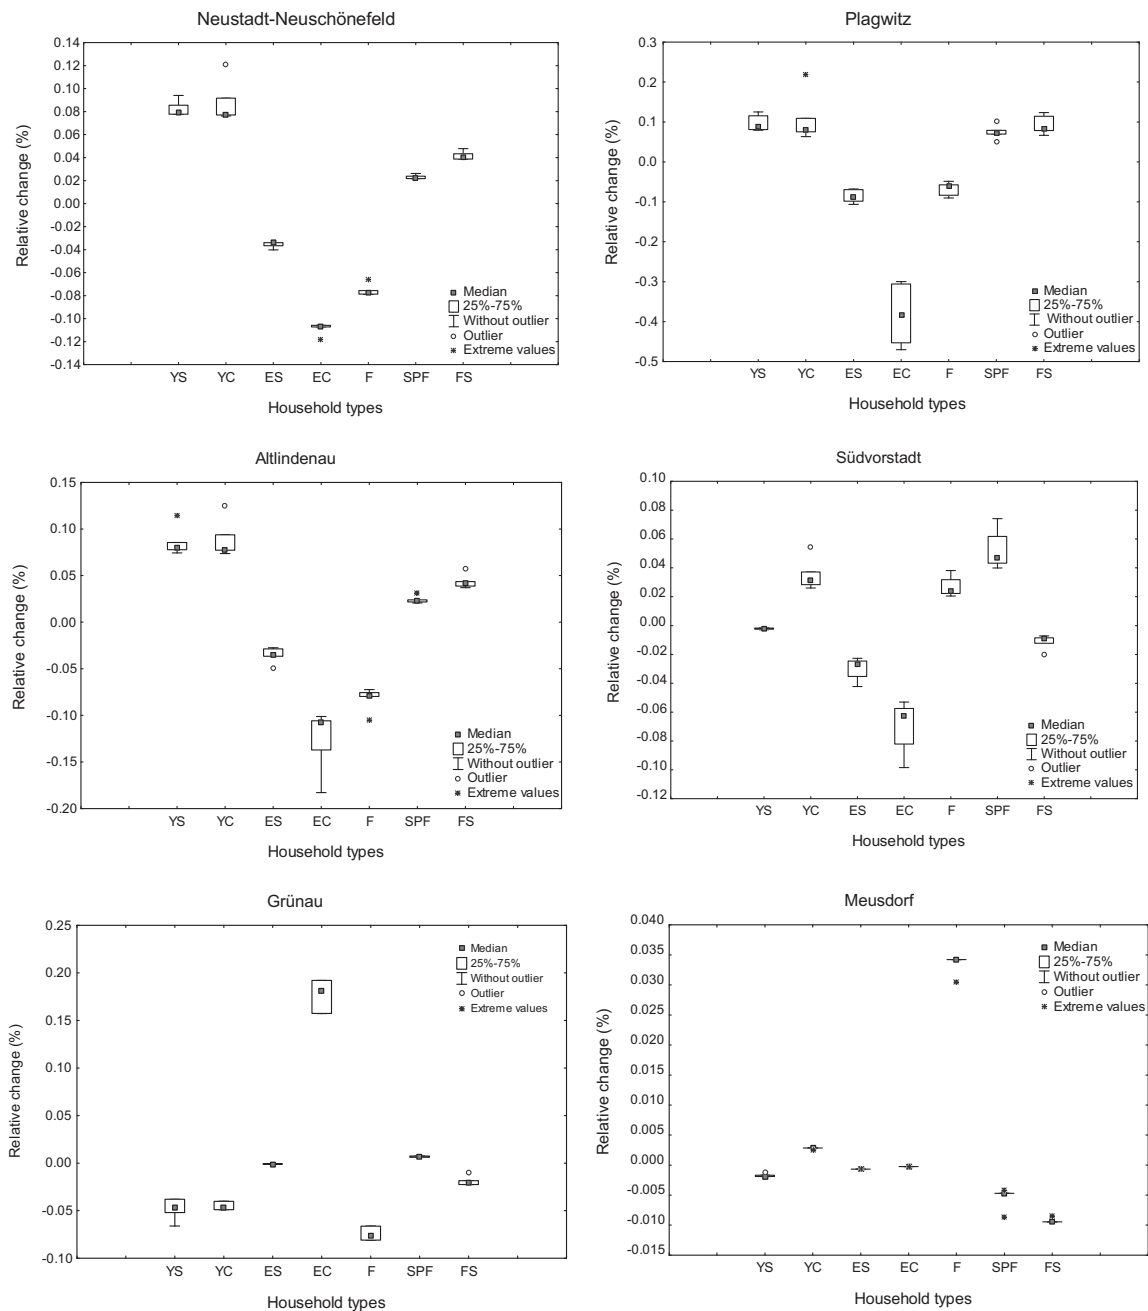 Neustadt-Neuschönefeld
Relative change (%)
0.14
0.12
0.10
0.08
0.06
0.04
0.02
0.00
-0.02
-0.04
-0.06
-0.08
-0.10
-0.12
-0.14
Median
25%-75%
Without outlier
Outlier
Extreme values
YS YC ES EC F SPF FS
Household types
Plagwitz
Relative change (%)
0.3
0.2
0.1
0.0
-0.1
-0.2
-0.3
-0.4
-0.5
Median
25%-75%
Without outlier
Outlier
Extreme values
YS YC ES EC F SPF FS
Household types
Altlindenau
Relative change (%)
0.15
0.10
0.05
0.00
-0.05
-0.10
-0.15
-0.20
Median
25%-75%
Without outlier
Outlier
Extreme values
YS YC ES EC F SPF FS
Household types
Südvorstadt
Relative change (%)
0.10
0.08
0.06
0.04
0.02
0.00
-0.02
-0.04
-0.06
-0.08
-0.10
-0.12
Median
25%-75%
Without outlier
Outlier
Extreme values
YS YC ES EC F SPF FS
Household types
Grünau
Relative change (%)
0.25
0.20
0.15
0.10
0.05
0.00
-0.05
-0.10
Median
25%-75%
Without outlier
Outlier
Extreme values
YS YC ES EC F SPF FS
Household types
Meusdorf
Relative change (%)
0.040
0.035
0.030
0.025
0.020
0.015
0.010
0.005
0.000
-0.005
-0.010
-0.015
Median
25%-75%
Without outlier
Outlier
Extreme values
YS YC ES EC F SPF FS
Household types